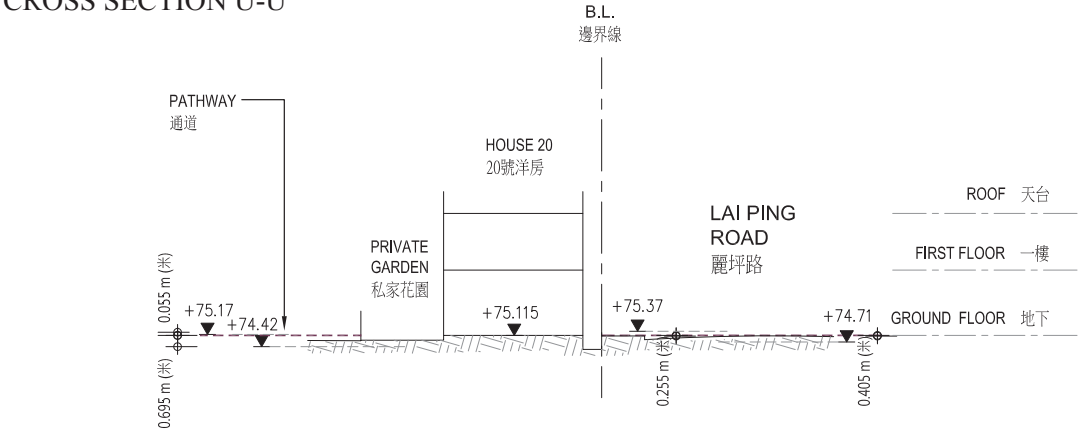 CROSS SECTION U-U
B.L.
邊界線
PATHWAY
通道
HOUSE 20
20號洋房
ROOF 天台
LAI PING
ROAD
麗坪路
PRIVATE
GARDEN
私家花園
FIRST FLOOR 一樓
0.055 m (米)
+75.17
+74.42
+75.115
+75.37
+74.71
GROUND FLOOR 地下
0.695 m (米)
0.255 m (米)
0.405 m (米)